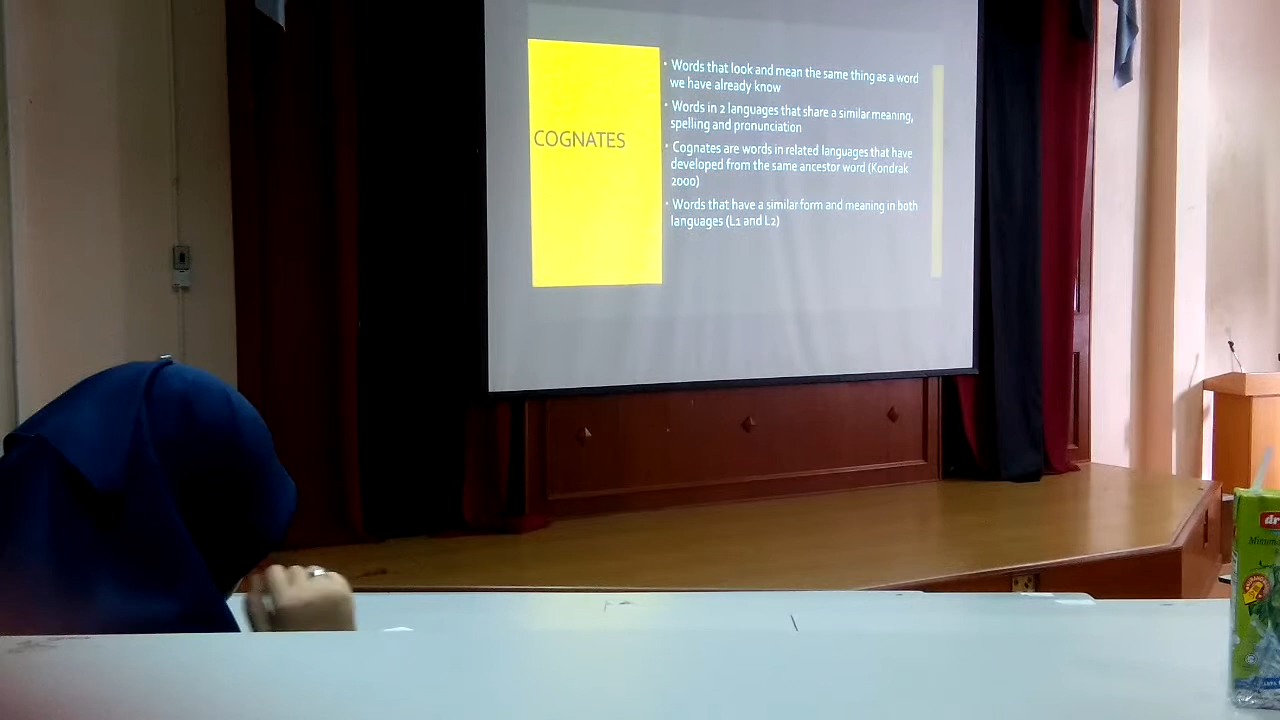 COGNATES
Words that look and mean the same thing as a word
we have already know
Words in 2 languages that share a similar meaning,
spelling and pronunciation
Cognates are words in related languages that have
developed from the same ancestor word (Kondrak
2000)
Words that have a similar form and meaning in both
languages (L1 and L2)
dr